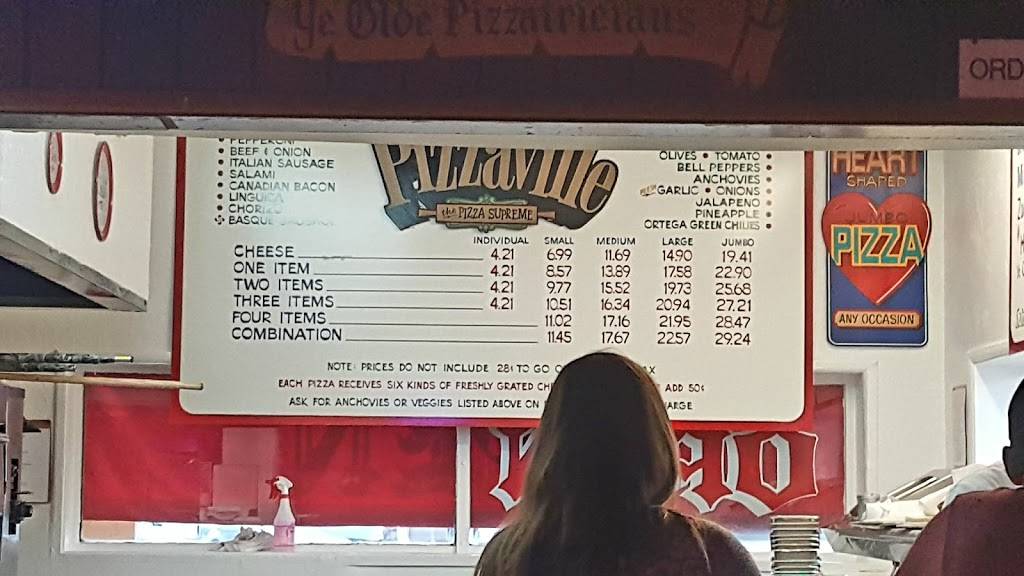 Ye Olde Pizzatricians
ORD
PEPPERONI
BEEF & ONION
ITALIAN SAUSAGE
SALAMI
CANADIAN BACON
LINGUICA
CHORIZO
BASQUE
Pizzaville
the PIZZA SUPREME
OLIVES • TOMATO
BELL PEPPERS
ANCHOVIES
GARLIC • ONIONS
JALAPENO
PINEAPPLE
ORTEGA GREEN CHILIES
INDIVIDUAL SMALL MEDIUM LARGE JUMBO
CHEESE 4.21 6.99 11.69 14.90 19.41
ONE ITEM 4.21 8.57 13.89 17.58 22.90
TWO ITEMS 4.21 9.77 15.52 19.73 25.68
THREE ITEMS 4.21 10.51 16.34 20.94 27.21
FOUR ITEMS 11.02 17.16 21.95 28.47
COMBINATION 11.45 17.67 22.57 29.24
NOTE: PRICES DO NOT INCLUDE 28¢ TO GO
EACH PIZZA RECEIVES SIX KINDS OF FRESHLY GRATED CHE ADD 50¢
ASK FOR ANCHOVIES OR VEGGIES LISTED ABOVE ON ARGE
HEART
SHAPED
JUMBO
PIZZA
ANY OCCASION